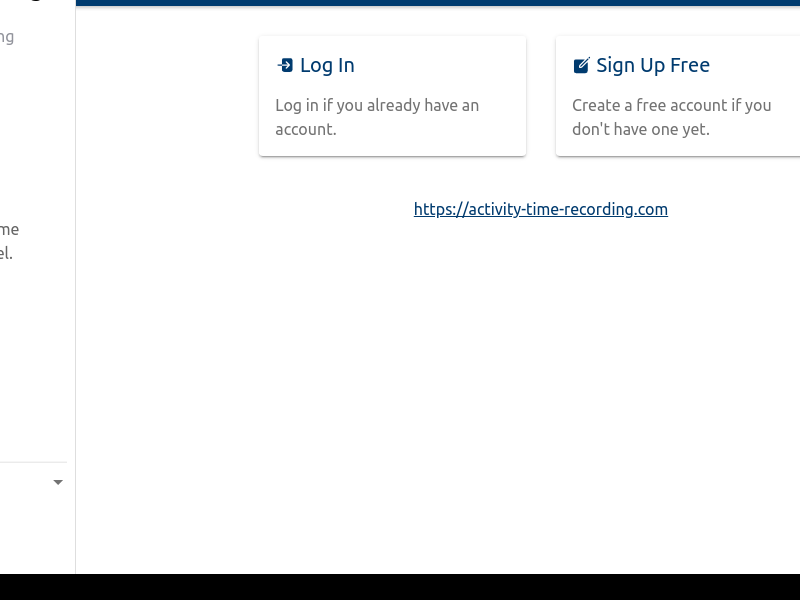 ng
me
el.
Log In
Log in if you already have an
account.
Sign Up Free
Create a free account if you
don't have one yet.
https://activity-time-recording.com